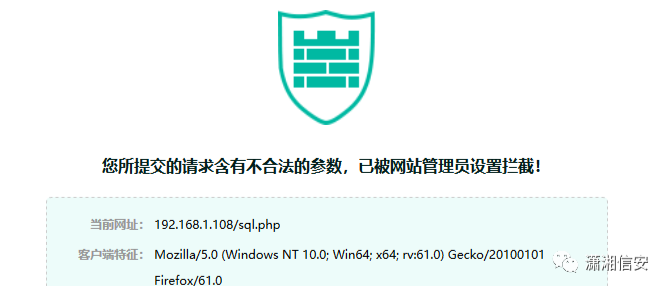 您所提交的请求含有不合法的参数，已被网站管理员设置拦截！
当前网址： 192.168.1.108/sql.php
客户端特征： Mozilla/5.0 (Windows NT 10.0; Win64; x64; rv:61.0) Gecko/20100101
Firefox/61.0
潇湘信安